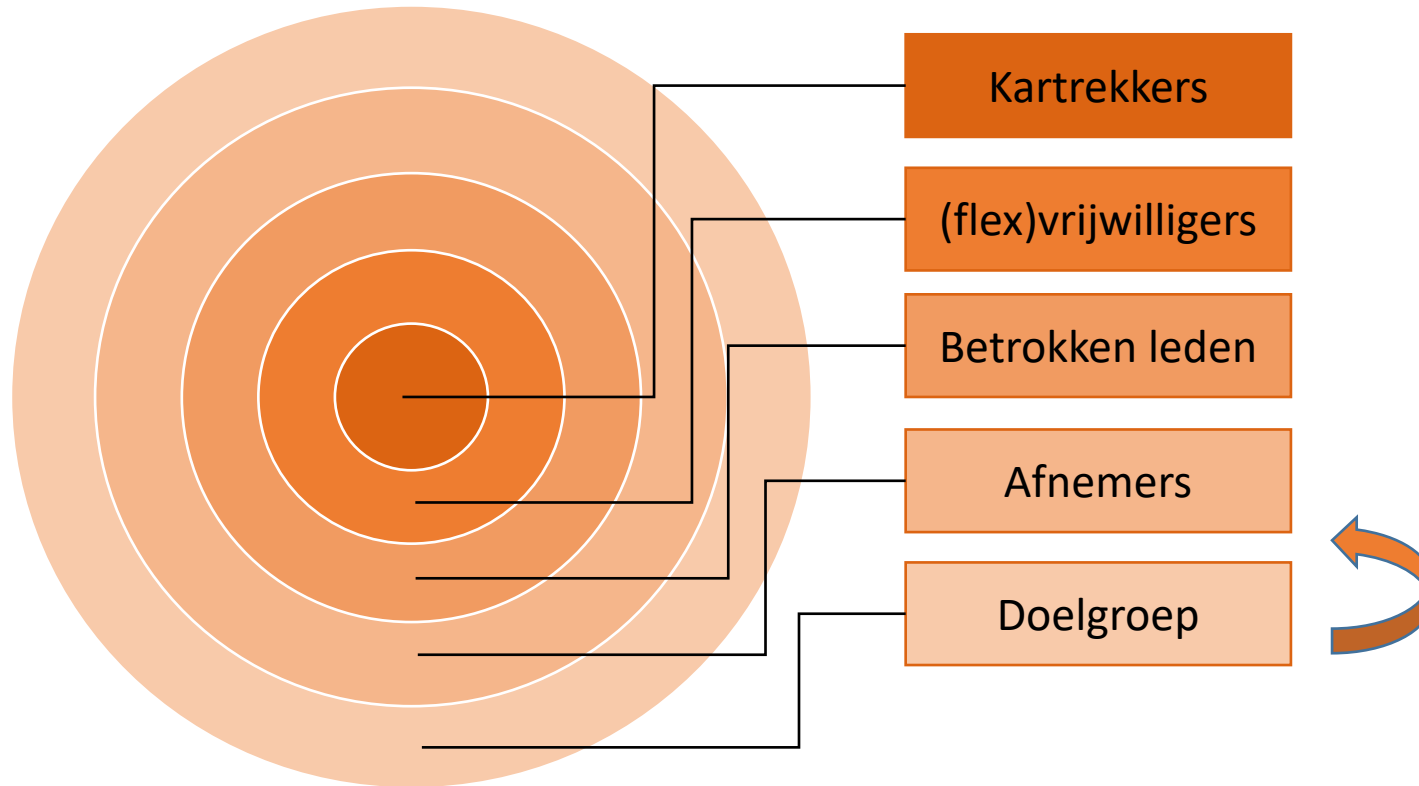 Kartrekkers
(flex)vrijwilligers
Betrokken leden
Afnemers
Doelgroep